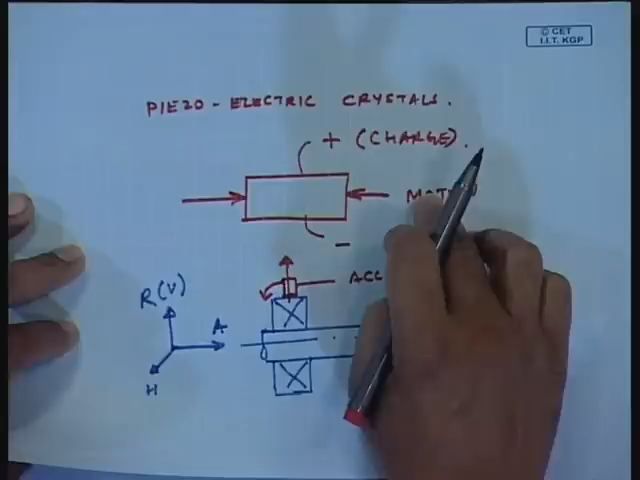 © CET
I.I.T. KGP
PIEZO-ELECTRIC CRYSTALS.
+ (CHARGE).
-
R(V)
A
H